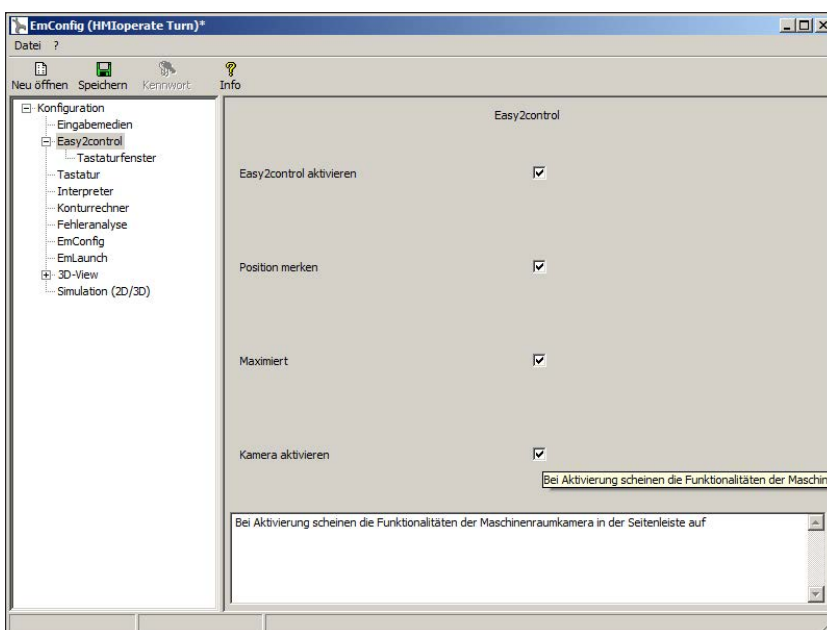 EmConfig (HMIoperate Turn)*
Datei ?
Neu öffnen Speichern Kennwort Info
Konfiguration
Eingabemedien
Easy2control
Tastaturfenster
Tastatur
Interpreter
Konturrechner
Fehleranalyse
EmConfig
EmLaunch
3D-View
Simulation (2D/3D)
Easy2control
Easy2control aktivieren
Position merken
Maximiert
Kamera aktivieren
Bei Aktivierung scheinen die Funktionalitäten der Maschin
Bei Aktivierung scheinen die Funktionalitäten der Maschinenraumkamera in der Seitenleiste auf